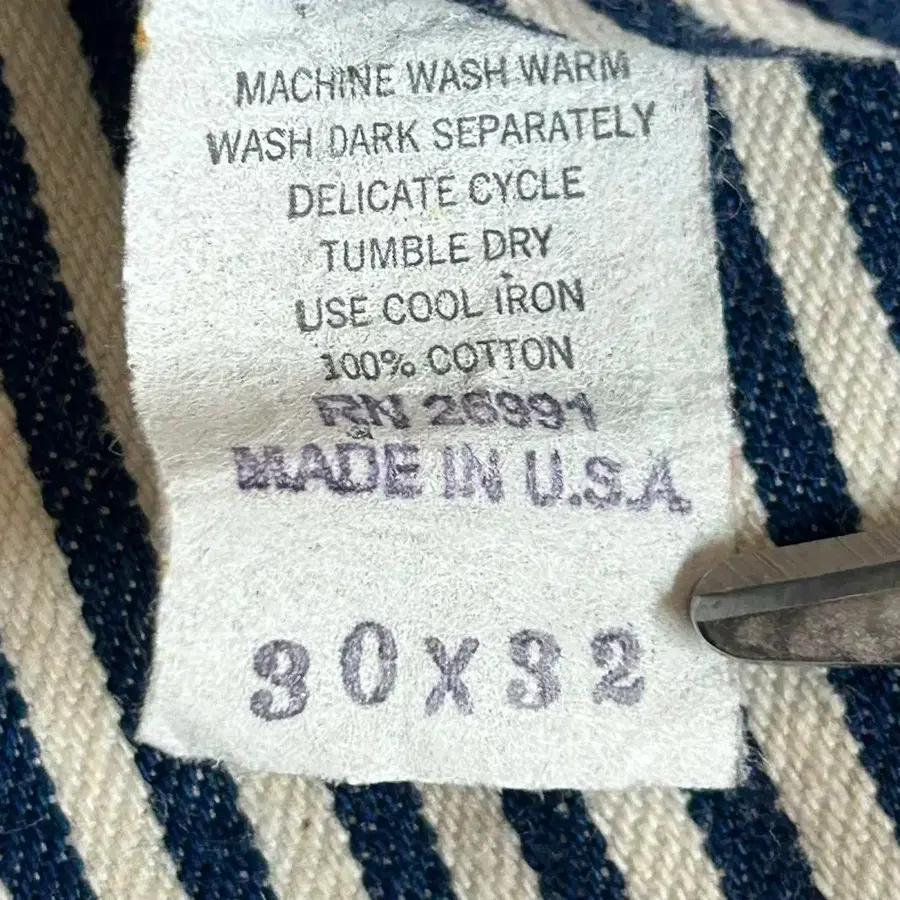 MACHINE WASH WARM
WASH DARK SEPARATELY
DELICATE CYCLE
TUMBLE DRY
USE COOL IRON
100% COTTON
RN 26991
MADE IN U.S.A.
30X32